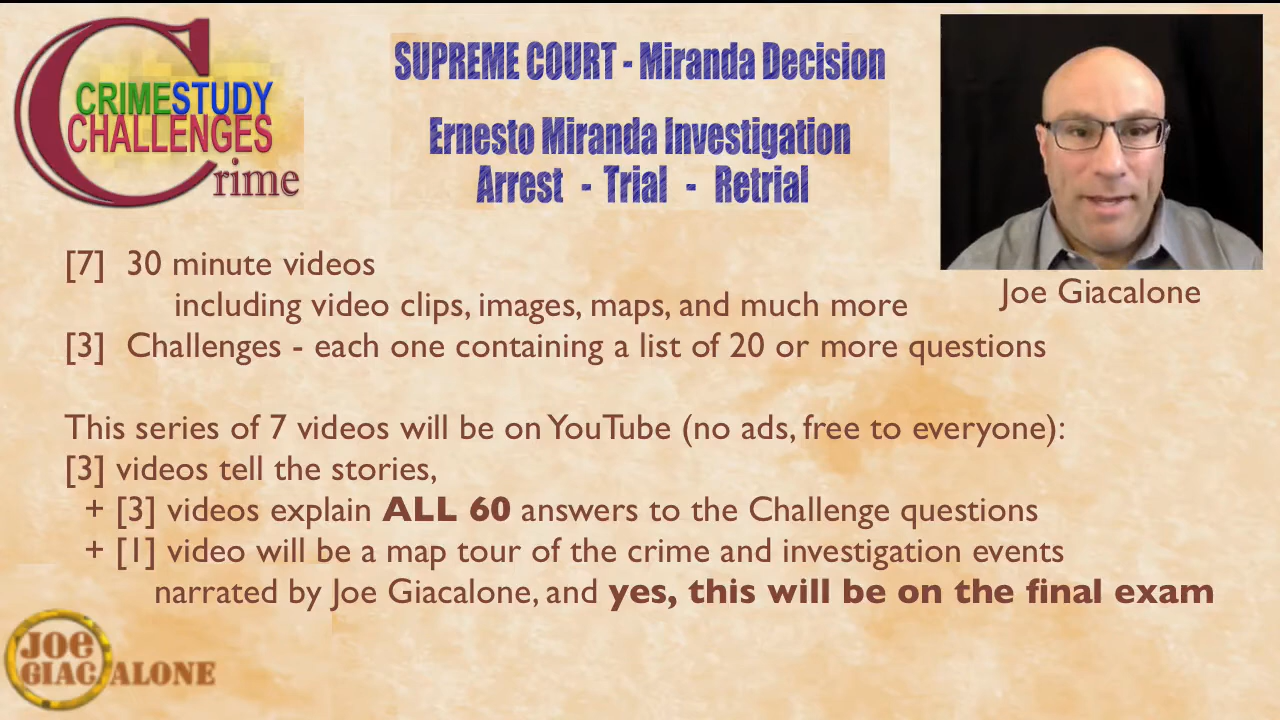 CRIMESTUDY
CHALLENGES
Crime
SUPREME COURT - Miranda Decision
Ernesto Miranda Investigation
Arrest - Trial - Retrial
Joe Giacalone
[7] 30 minute videos
including video clips, images, maps, and much more
[3] Challenges - each one containing a list of 20 or more questions
This series of 7 videos will be on YouTube (no ads, free to everyone):
[3] videos tell the stories,
+ [3] videos explain ALL 60 answers to the Challenge questions
+ [1] video will be a map tour of the crime and investigation events
narrated by Joe Giacalone, and yes, this will be on the final exam
JOE
GIACALONE